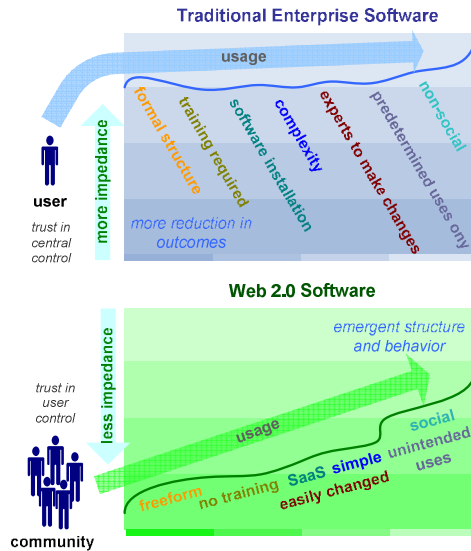 Traditional Enterprise Software
usage
formal structure
training required
software installation
complexity
experts to make changes
predetermined uses ony
non-social
more impedance
user
trust in
central
control
more reduction in
outcomes
Web 2.0 Software
less impedance
emergent structure
and behavior
trust in
user
control
usage
social
unintended
uses
SaaS
simple
freeform
no training
easily changed
community